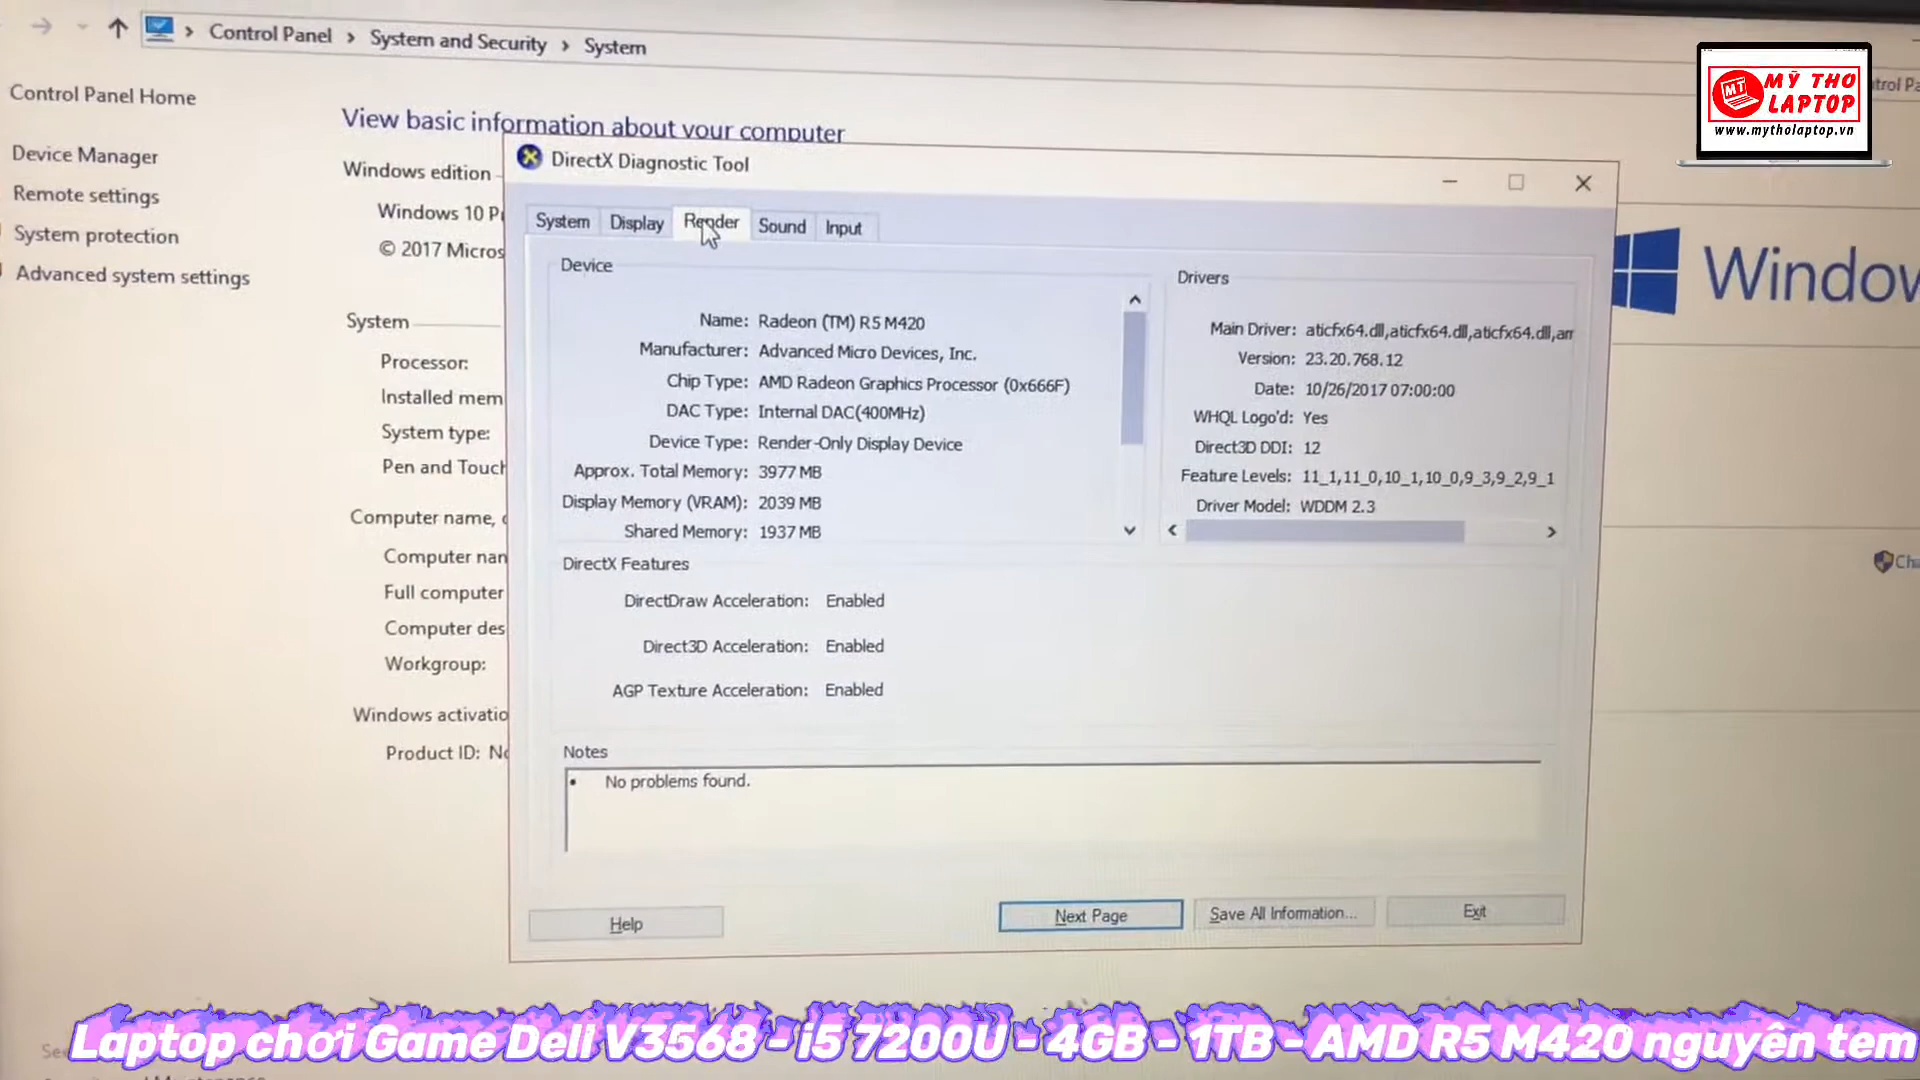 Control Panel > System and Security > System
Control Panel Home
Device Manager
Remote settings
System protection
Advanced system settings
View basic information about your computer
Windows edition
Windows 10 P
© 2017 Micros
System
Processor:
Installed mem
System type:
Pen and Touch
Computer name,
Computer nam
Full computer
Computer des
Workgroup:
Windows activatio
Product ID:
DirectX Diagnostic Tool
System
Display
Render
Sound
Input
Device
Name: Radeon (TM) R5 M420
Manufacturer: Advanced Micro Devices, Inc.
Chip Type: AMD Radeon Graphics Processor (0x666F)
DAC Type: Internal DAC(400MHz)
Device Type: Render-Only Display Device
Approx. Total Memory: 3977 MB
Display Memory (VRAM): 2039 MB
Shared Memory: 1937 MB
Drivers
Main Driver: aticfx64.dll,aticfx64.dll,aticfx64.dll,am
Version: 23.20.768.12
Date: 10/26/2017 07:00:00
WHQL Logo'd: Yes
Direct3D DDI: 12
Feature Levels: 11_1,11_0,10_1,10_0,9_3,9_2,9_1
Driver Model: WDDM 2.3
DirectX Features
DirectDraw Acceleration: Enabled
Direct3D Acceleration: Enabled
AGP Texture Acceleration: Enabled
Notes
• No problems found.
Help
Next Page
Save All Information...
Exit
Window
trol Pa
Cha
MT
MỸ THO
LAPTOP
www.mytholaptop.vn
Laptop chơi Game Dell V3568 - i5 7200U - 4GB - 1TB - AMD R5 M420 nguyên tem